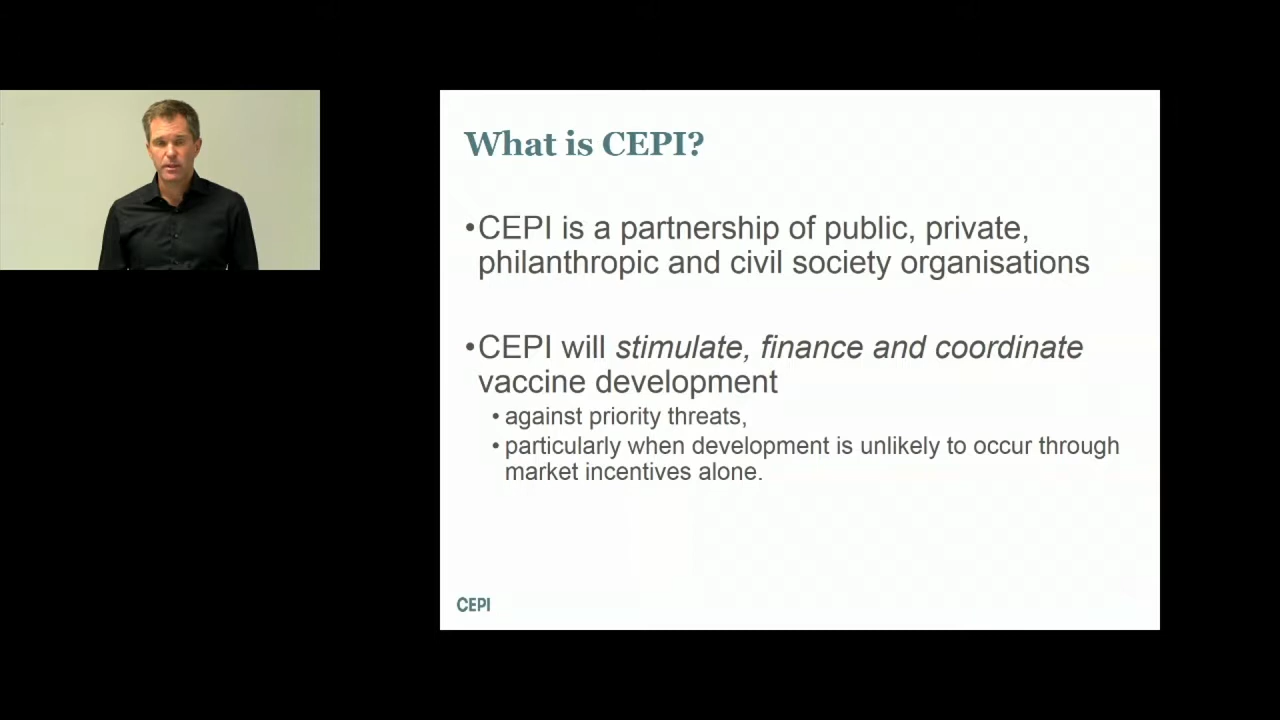 What is CEPI?
•CEPI is a partnership of public, private,
philanthropic and civil society organisations
•CEPI will stimulate, finance and coordinate
vaccine development
• against priority threats,
• particularly when development is unlikely to occur through
market incentives alone.
CEPI